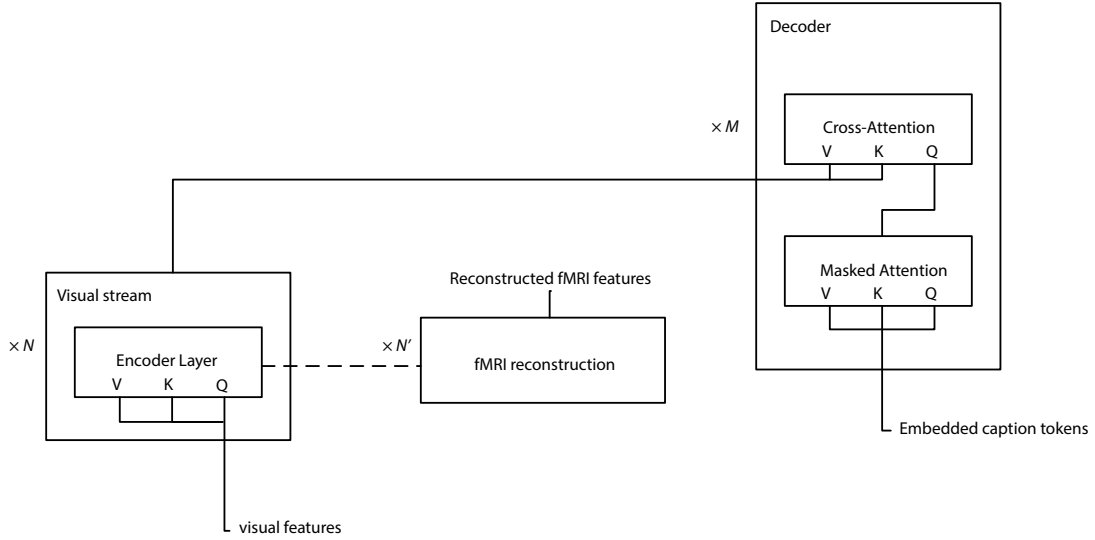 Decoder
× M
Cross-Attention
V K Q
Masked Attention
V K Q
Embedded caption tokens
Visual stream
× N
Encoder Layer
V K Q
visual features
Reconstructed fMRI features
× N′
fMRI reconstruction